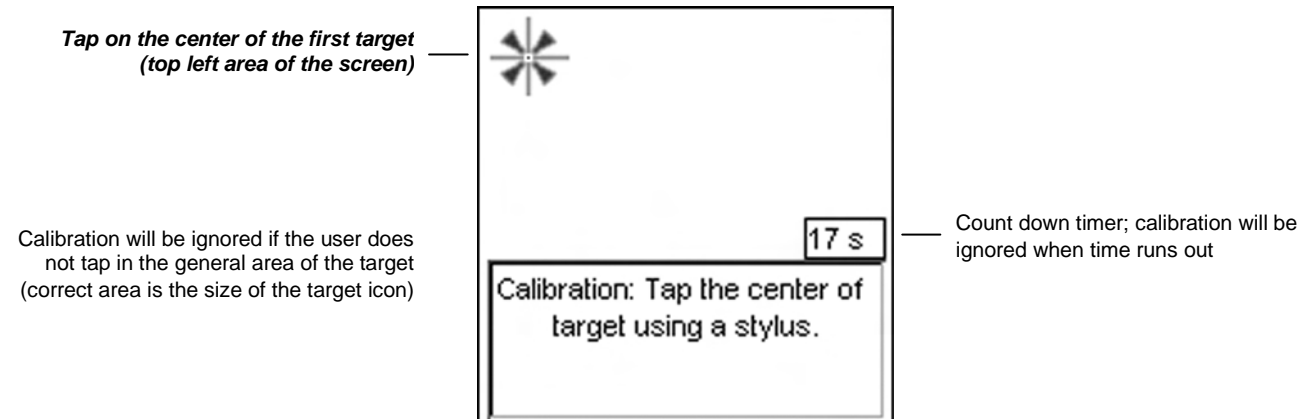 Tap on the center of the first target
(top left area of the screen)
Calibration will be ignored if the user does
not tap in the general area of the target
(correct area is the size of the target icon)
17 s
Calibration: Tap the center of
target using a stylus.
Count down timer; calibration will be
ignored when time runs out